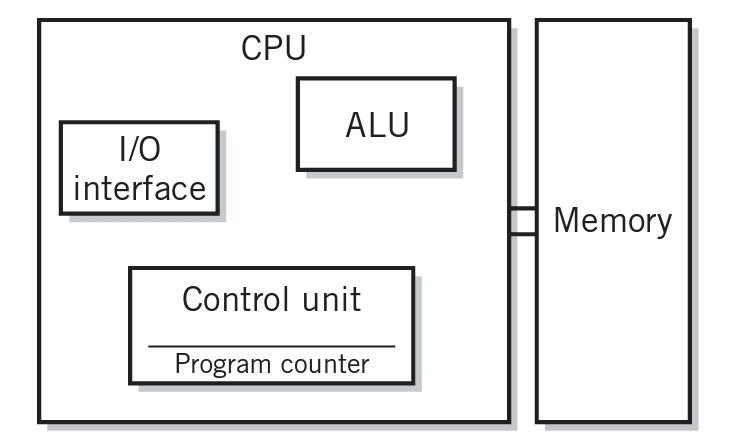 CPU
ALU
I/O
interface
Memory
Control unit
Program counter